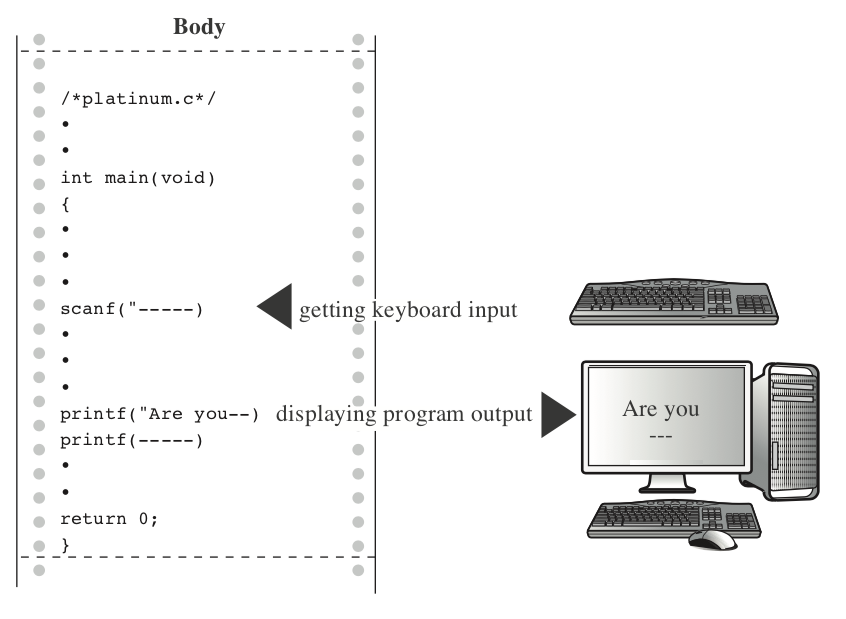 Body
/*platinum.c*/
•
•
int main(void)
{
•
•
•
scanf("-----)
getting keyboard input
•
•
•
printf("Are you--)
displaying program output
Are you
---
printf(-----)
•
•
return 0;
}